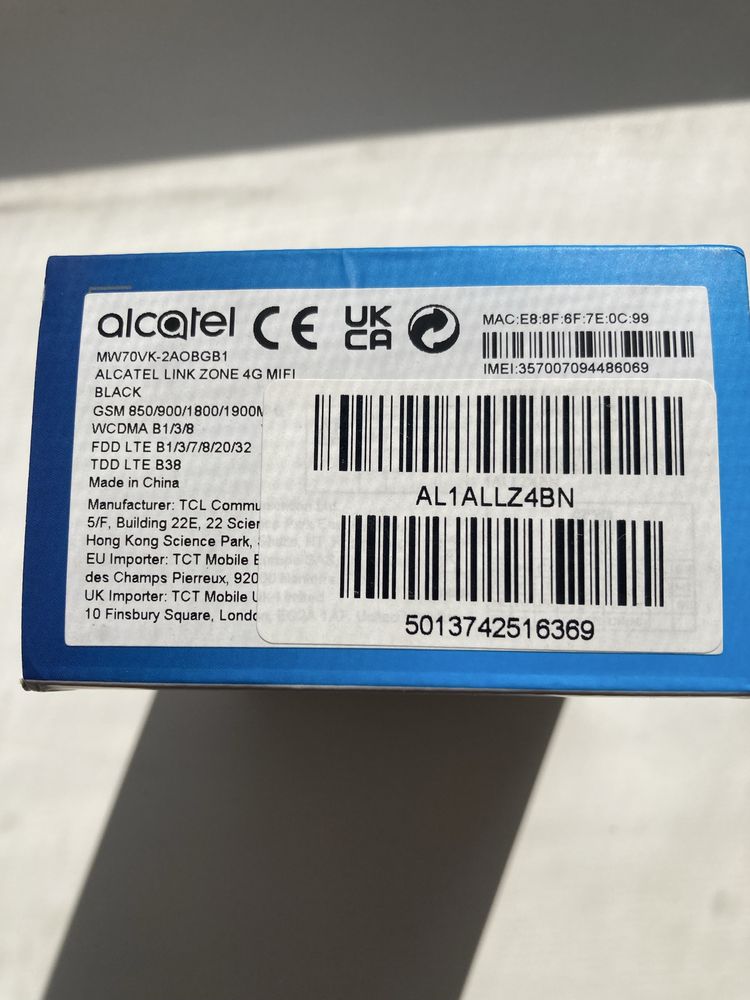 alcatel CE UK CA
MAC:E8:8F:6F:7E:0C:99
IMEI:357007094486069
MW70VK-2AOBGB1
ALCATEL LINK ZONE 4G MIFI
BLACK
GSM 850/900/1800/1900M
WCDMA B1/3/8
FDD LTE B1/3/7/8/20/32
TDD LTE B38
Made in China
Manufacturer: TCL Commu
5/F, Building 22E, 22 Scien
Hong Kong Science Park,
EU Importer: TCT Mobile E
des Champs Pierreux, 920
UK Importer: TCT Mobile U
10 Finsbury Square, London
AL1ALLZ4BN
5013742516369